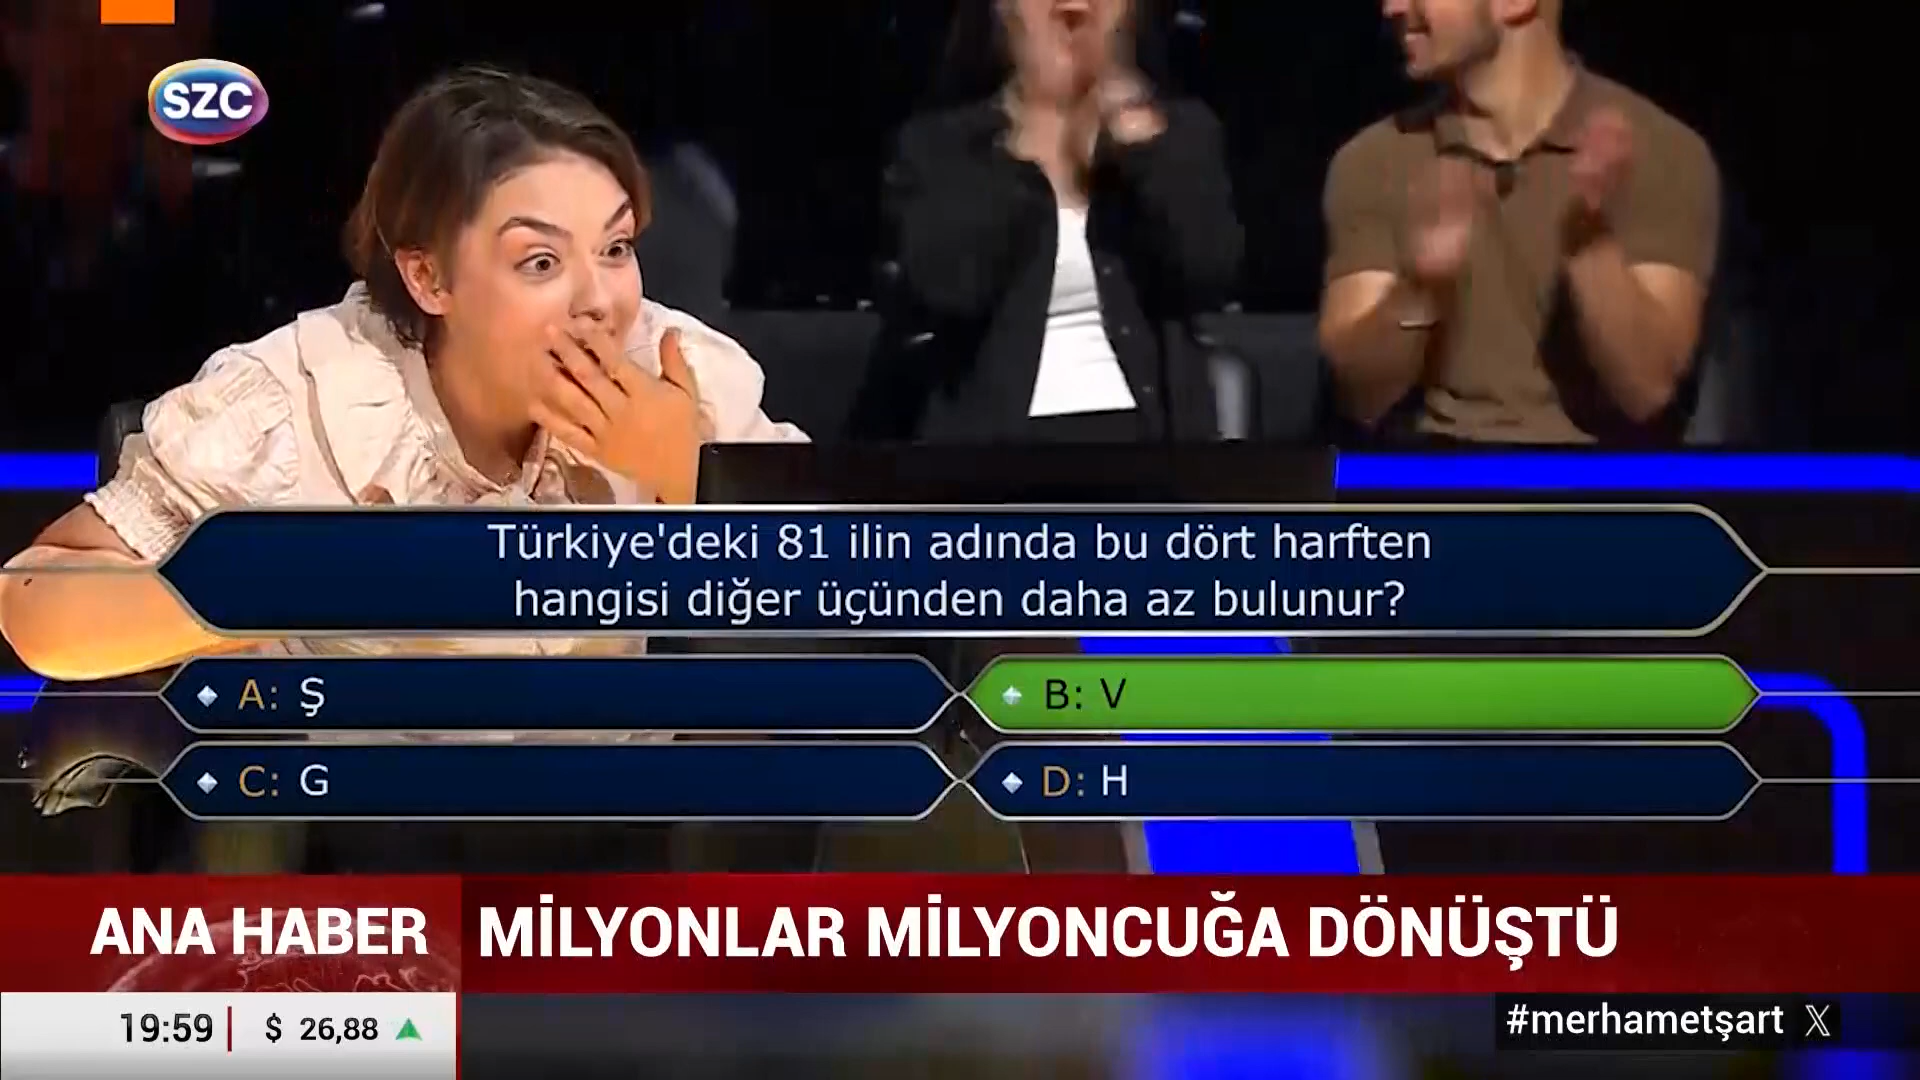 SZC
Türkiye'deki 81 ilin adında bu dört harften
hangisi diğer üçünden daha az bulunur?
A: Ş
B: V
C: G
D: H
ANA HABER
MİLYONLAR MİLYONCUĞA DÖNÜŞTÜ
19:59 $ 26,88
#merhametşart X